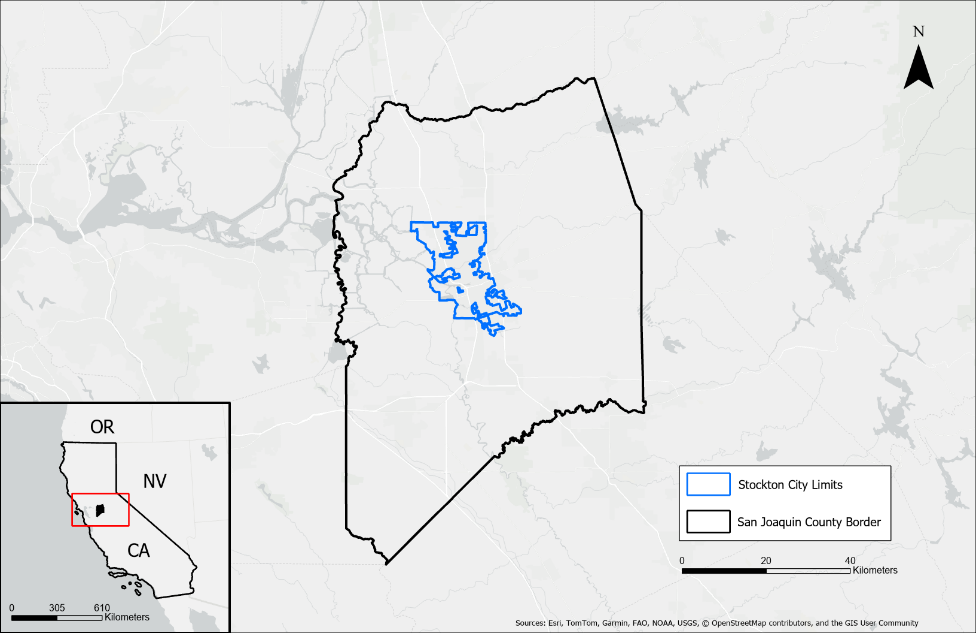 N
OR
NV
CA
0 305 610
Kilometers
Stockton City Limits
San Joaquin County Border
0 20 40
Kilometers
Sources: Esri, TomTom, Garmin, FAO, NOAA, USGS, © OpenStreetMap contributors, and the GIS User Community